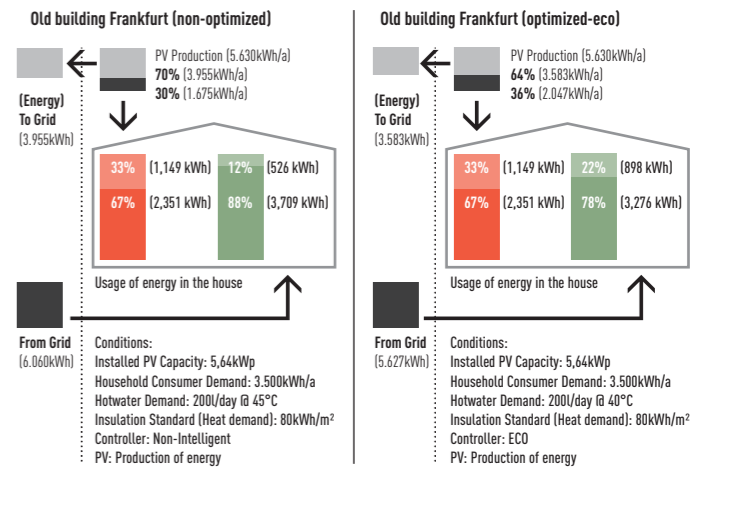 Old building Frankfurt (non-optimized)
PV Production (5.630kWh/a)
70% (3.955kWh/a)
30% (1.675kWh/a)
(Energy)
To Grid
(3.955kWh)
33% (1,149 kWh) 12% (526 kWh)
67% (2,351 kWh) 88% (3,709 kWh)
Usage of energy in the house
From Grid
(6.060kWh)
Conditions:
Installed PV Capacity: 5,64kWp
Household Consumer Demand: 3.500kWh/a
Hotwater Demand: 200l/day @ 45°C
Insulation Standard (Heat demand): 80kWh/m²
Controller: Non-Intelligent
PV: Production of energy
Old building Frankfurt (optimized-eco)
PV Production (5.630kWh/a)
64% (3.583kWh/a)
36% (2.047kWh/a)
(Energy)
To Grid
(3.583kWh)
33% (1,149 kWh) 22% (898 kWh)
67% (2,351 kWh) 78% (3,276 kWh)
Usage of energy in the house
From Grid
(5.627kWh)
Conditions:
Installed PV Capacity: 5,64kWp
Household Consumer Demand: 3.500kWh/a
Hotwater Demand: 200l/day @ 40°C
Insulation Standard (Heat demand): 80kWh/m²
Controller: ECO
PV: Production of energy